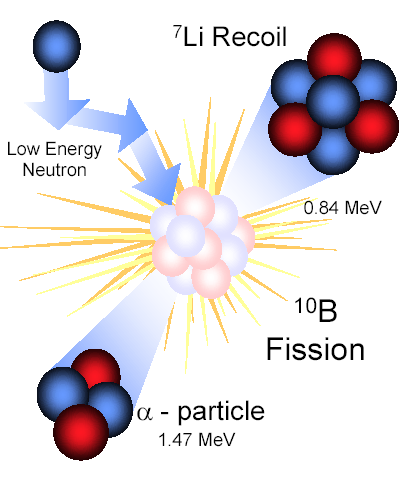 ⁷Li Recoil
Low Energy
Neutron
0.84 MeV
¹⁰B
Fission
α - particle
1.47 MeV